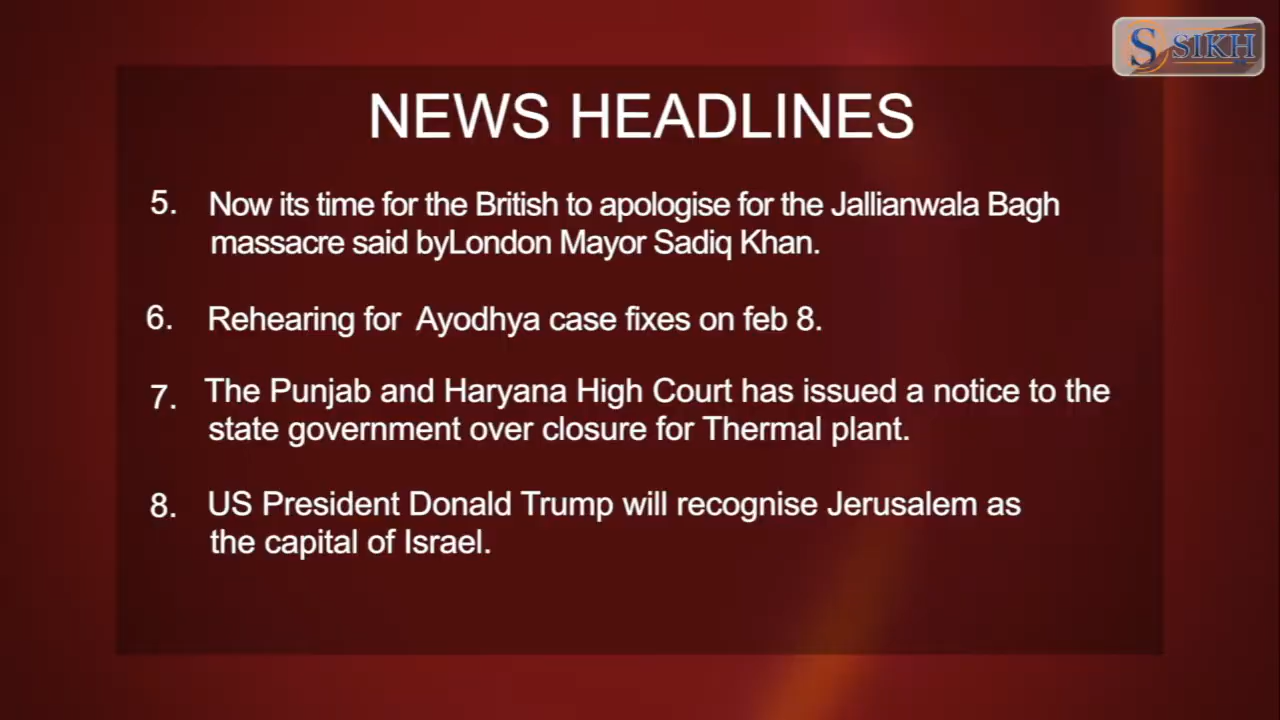 S SIKH
NEWS HEADLINES
5. Now its time for the British to apologise for the Jallianwala Bagh
massacre said byLondon Mayor Sadiq Khan.
6. Rehearing for Ayodhya case fixes on feb 8.
7. The Punjab and Haryana High Court has issued a notice to the
state government over closure for Thermal plant.
8. US President Donald Trump will recognise Jerusalem as
the capital of Israel.